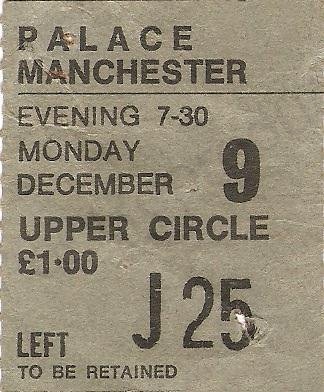 PALACE
MANCHESTER
EVENING 7-30
MONDAY
DECEMBER 9
UPPER CIRCLE
£1·00
J 25
LEFT
TO BE RETAINED